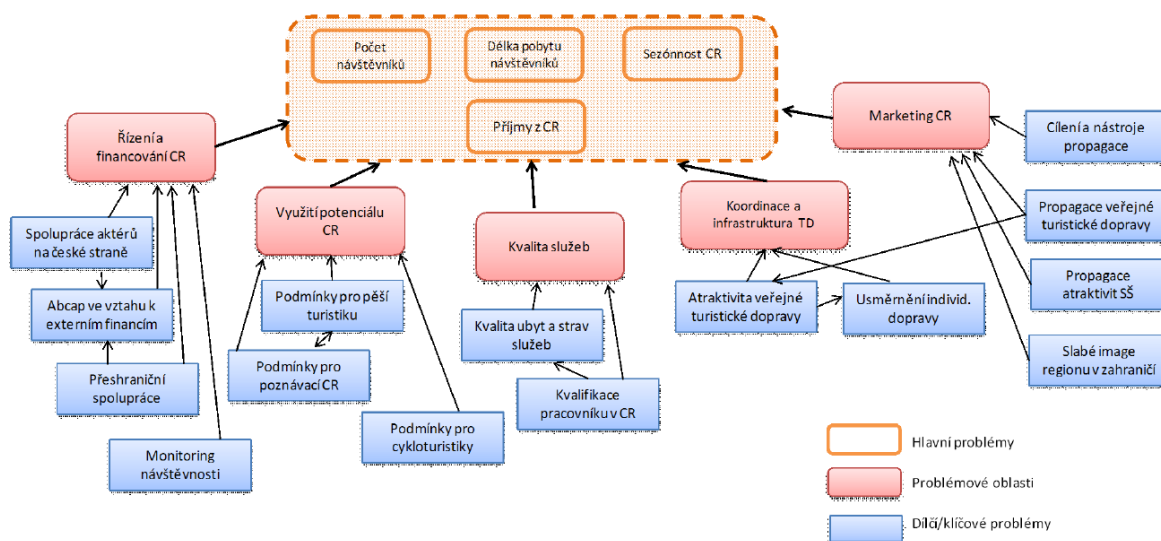 Počet
návštěvníků
Délka pobytu
návštěvníků
Sezónnost CR
Příjmy z CR
Řízení a
financování CR
Marketing CR
Cílení a nástroje
propagace
Spolupráce aktérů
na české straně
Využití potenciálu
CR
Kvalita služeb
Koordinace a
infrastruktura TD
Propagace veřejné
turistické dopravy
Abcap ve vztahu k
externím financím
Podmínky pro pěší
turistiku
Kvalita ubyt a strav
služeb
Atraktivita veřejné
turistické dopravy
Usměrnění individ.
dopravy
Propagace
atraktivit SŠ
Přeshraniční
spolupráce
Podmínky pro
poznávací CR
Kvalifikace
pracovníku v CR
Slabé image
regionu v zahraničí
Monitoring
návštěvnosti
Podmínky pro
cykloturistiky
Hlavní problémy
Problémové oblasti
Dílčí/klíčové problémy